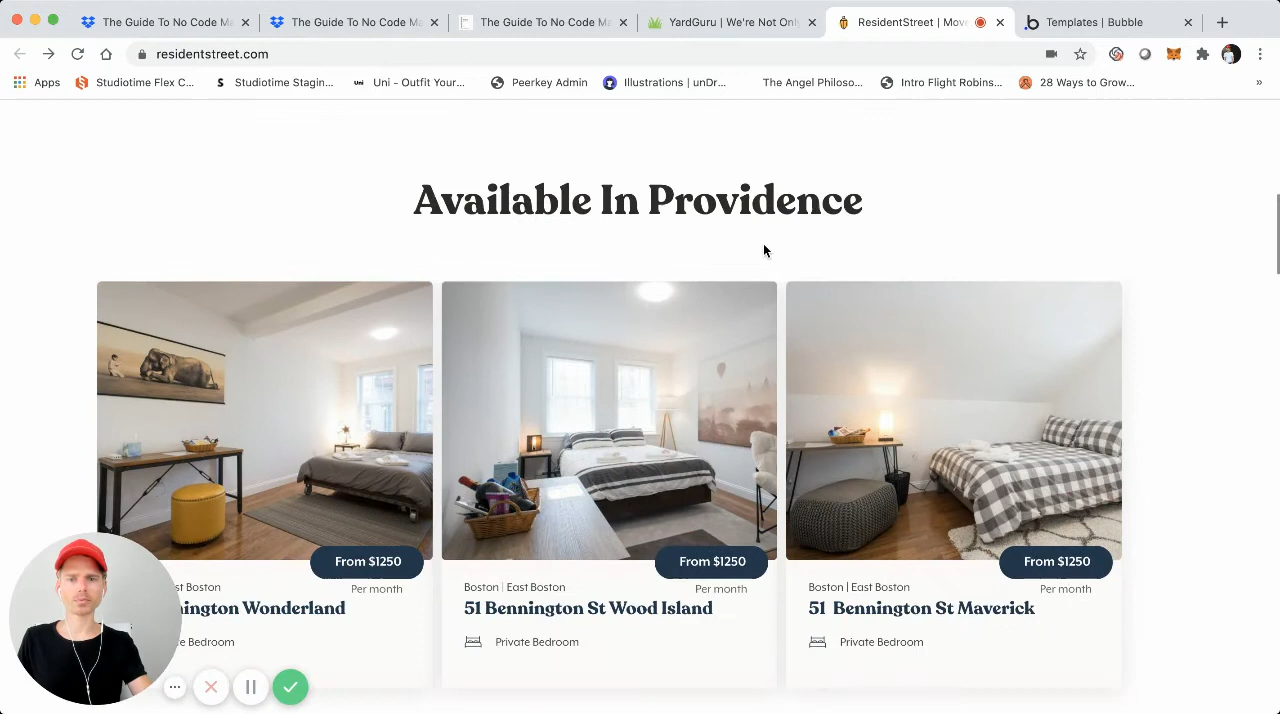 The Guide To No Code Ma
The Guide To No Code Ma
The Guide To No Code Ma
YardGuru | We're Not Onl
ResidentStreet | Mov
Templates | Bubble
residentstreet.com
Apps
Studiotime Flex C...
Studiotime Stagin...
Uni - Outfit Your...
Peerkey Admin
Illustrations | unDr...
The Angel Philoso...
Intro Flight Robins...
28 Ways to Grow...
Available In Providence
From $1250
From $1250
From $1250
st Boston
Per month
nington Wonderland
e Bedroom
Boston | East Boston
Per month
51 Bennington St Wood Island
Private Bedroom
Boston | East Boston
Per month
51 Bennington St Maverick
Private Bedroom